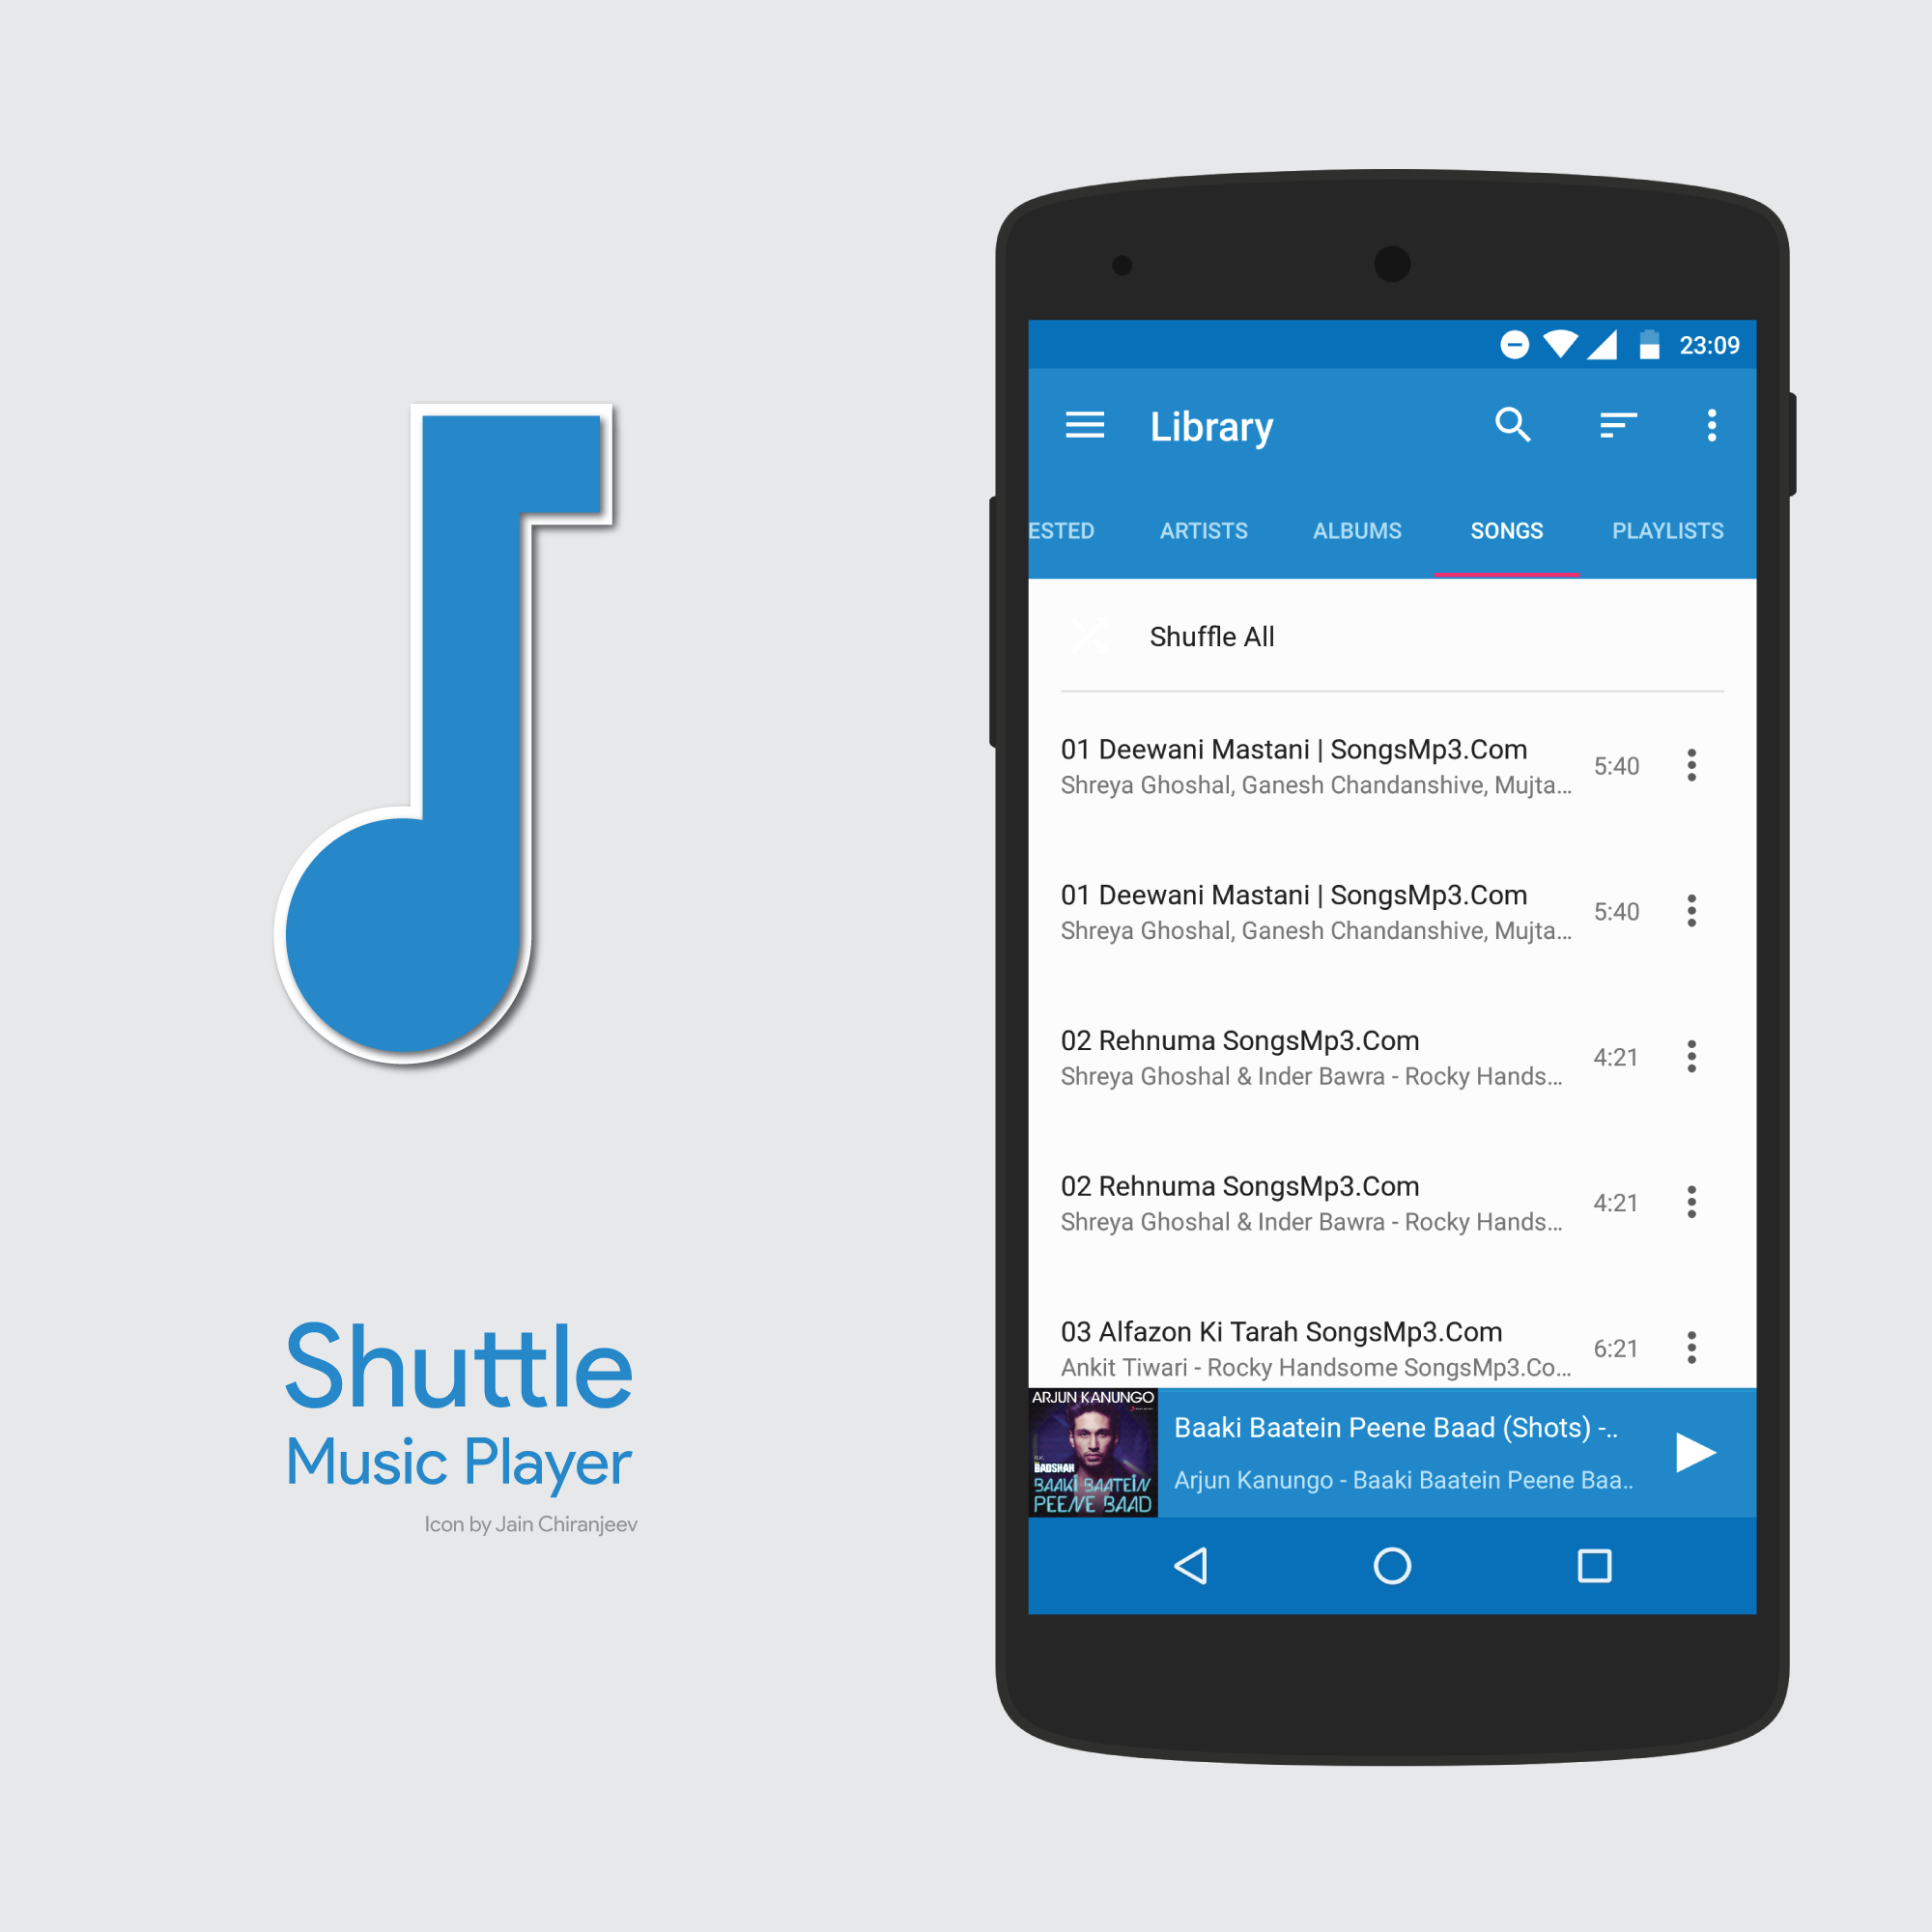 Shuttle
Music Player
Icon by Jain Chiranjeev
23:09
Library
ESTED ARTISTS ALBUMS SONGS PLAYLISTS
Shuffle All
01 Deewani Mastani | SongsMp3.Com
Shreya Ghoshal, Ganesh Chandanshive, Mujta...
5:40
01 Deewani Mastani | SongsMp3.Com
Shreya Ghoshal, Ganesh Chandanshive, Mujta...
5:40
02 Rehnuma SongsMp3.Com
Shreya Ghoshal & Inder Bawra - Rocky Hands...
4:21
02 Rehnuma SongsMp3.Com
Shreya Ghoshal & Inder Bawra - Rocky Hands...
4:21
03 Alfazon Ki Tarah SongsMp3.Com
Ankit Tiwari - Rocky Handsome SongsMp3.Co...
6:21
ARJUN KANUNGO
BADSHAH
BAAKI BAATEIN
PEENE BAAD
Baaki Baatein Peene Baad (Shots) -..
Arjun Kanungo - Baaki Baatein Peene Baa..